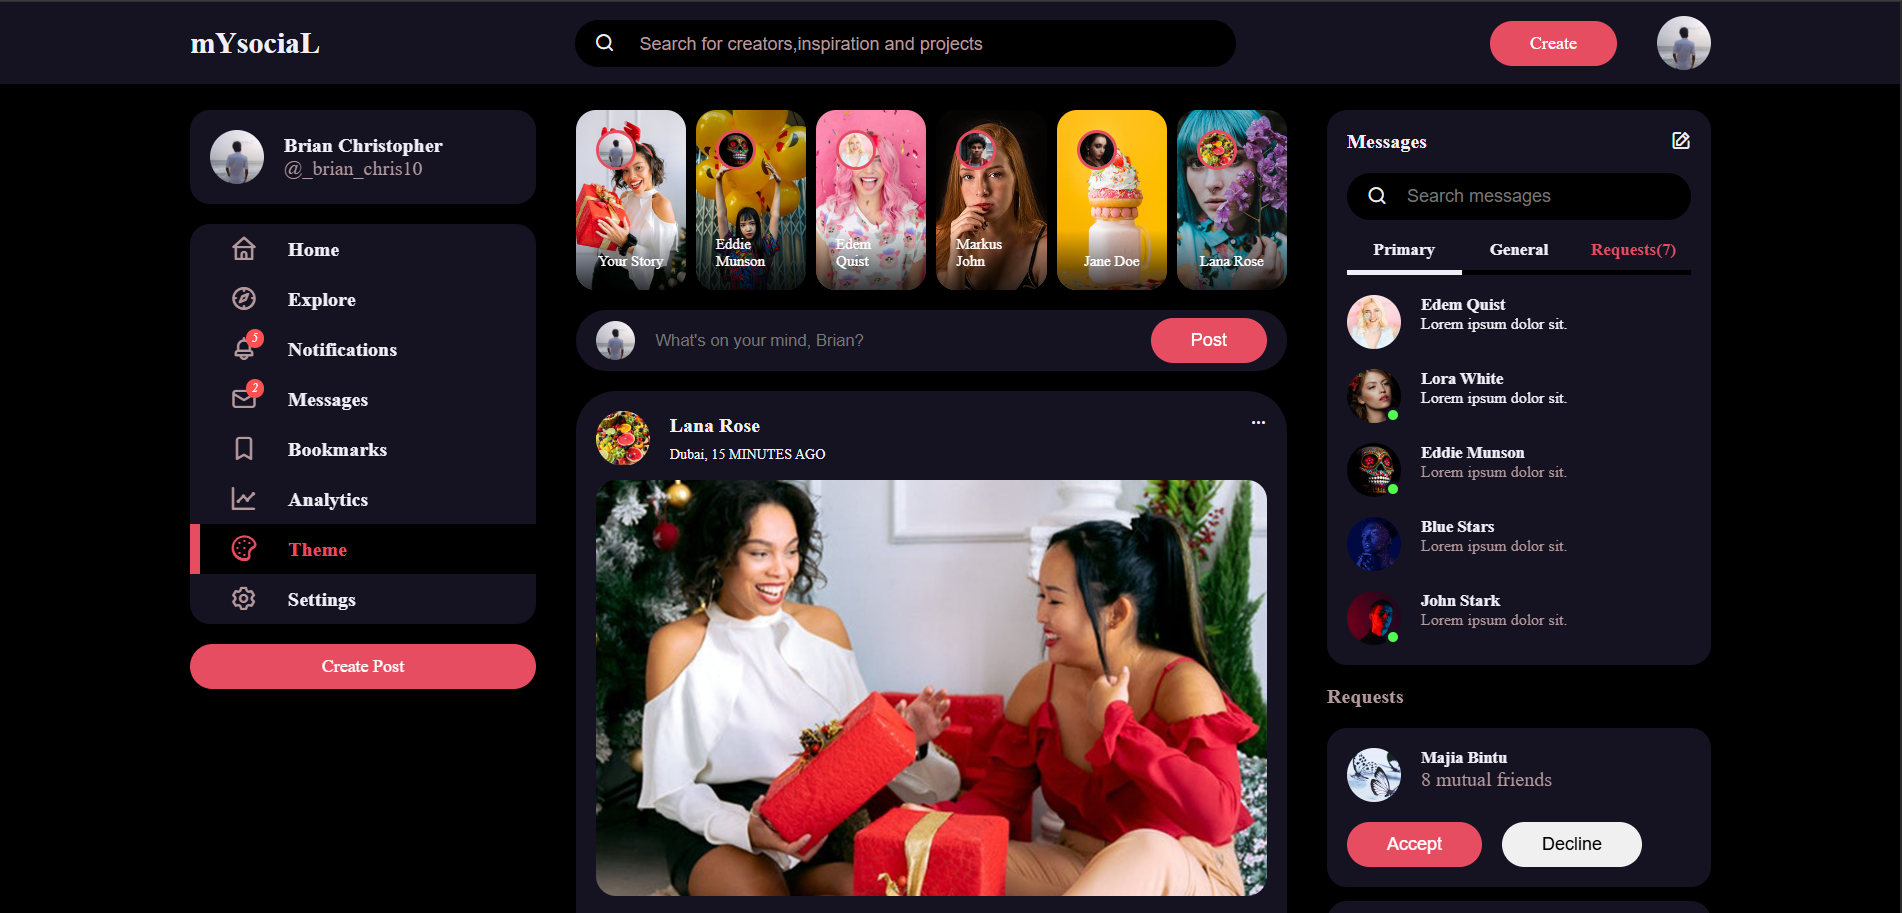 mYsociaL
Search for creators,inspiration and projects
Create
Brian Christopher
@_brian_chris10
Home
Explore
5
Notifications
2
Messages
Bookmarks
Analytics
Theme
Settings
Create Post
Your Story
Eddie
Munson
Edem
Quist
Markus
John
Jane Doe
Lana Rose
What's on your mind, Brian?
Post
Lana Rose
Dubai, 15 MINUTES AGO
Messages
Search messages
Primary
General
Requests(7)
Edem Quist
Lorem ipsum dolor sit.
Lora White
Lorem ipsum dolor sit.
Eddie Munson
Lorem ipsum dolor sit.
Blue Stars
Lorem ipsum dolor sit.
John Stark
Lorem ipsum dolor sit.
Requests
Majia Bintu
8 mutual friends
Accept
Decline